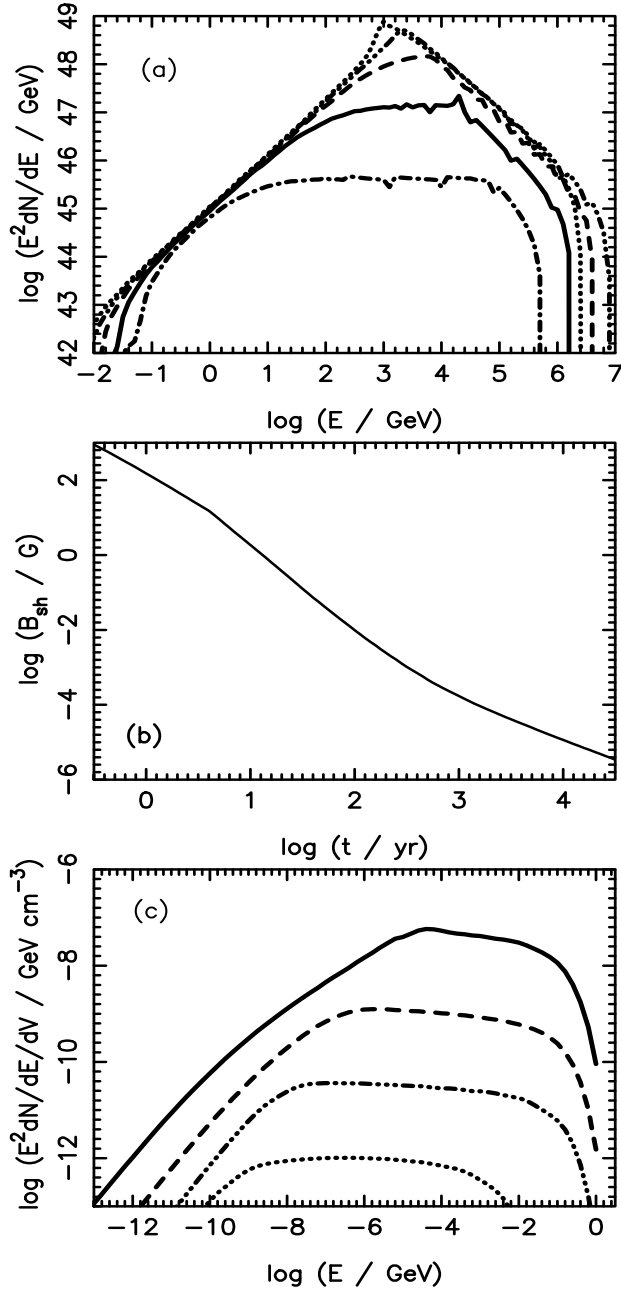 49
48
47
46
45
44
43
42
log (E²dN/dE / GeV)
(a)
−2 −1 0 1 2 3 4 5 6 7
log (E / GeV)
2
0
−2
−4
−6
log (Bsh / G)
(b)
0 1 2 3 4
log (t / yr)
−6
−8
−10
−12
log (E²dN/dE/dV / GeV cm⁻³)
(c)
−12 −10 −8 −6 −4 −2 0
log (E / GeV)